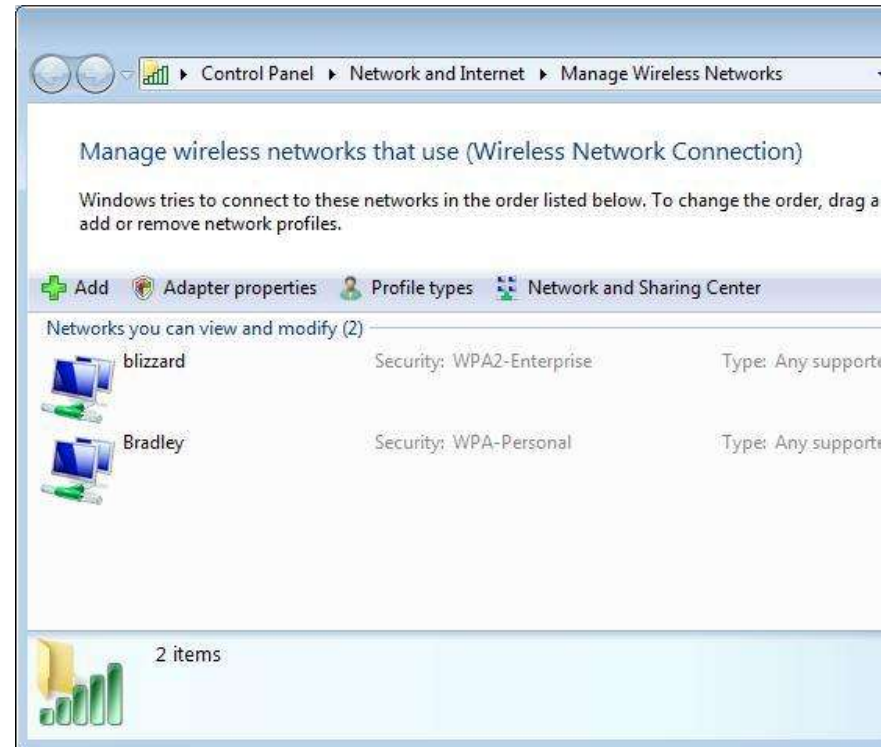 Control Panel ▸ Network and Internet ▸ Manage Wireless Networks
Manage wireless networks that use (Wireless Network Connection)
Windows tries to connect to these networks in the order listed below. To change the order, drag a
add or remove network profiles.
Add Adapter properties Profile types Network and Sharing Center
Networks you can view and modify (2)
blizzard Security: WPA2-Enterprise Type: Any supporte
Bradley Security: WPA-Personal Type: Any supporte
2 items